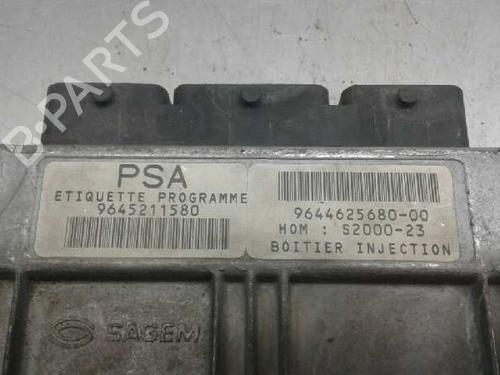 PSA
ETIQUETTE PROGRAMME
9645211580
9644625680-00
HOM : S2000-23
BOITIER INJECTION
SAGEM
B-PARTS